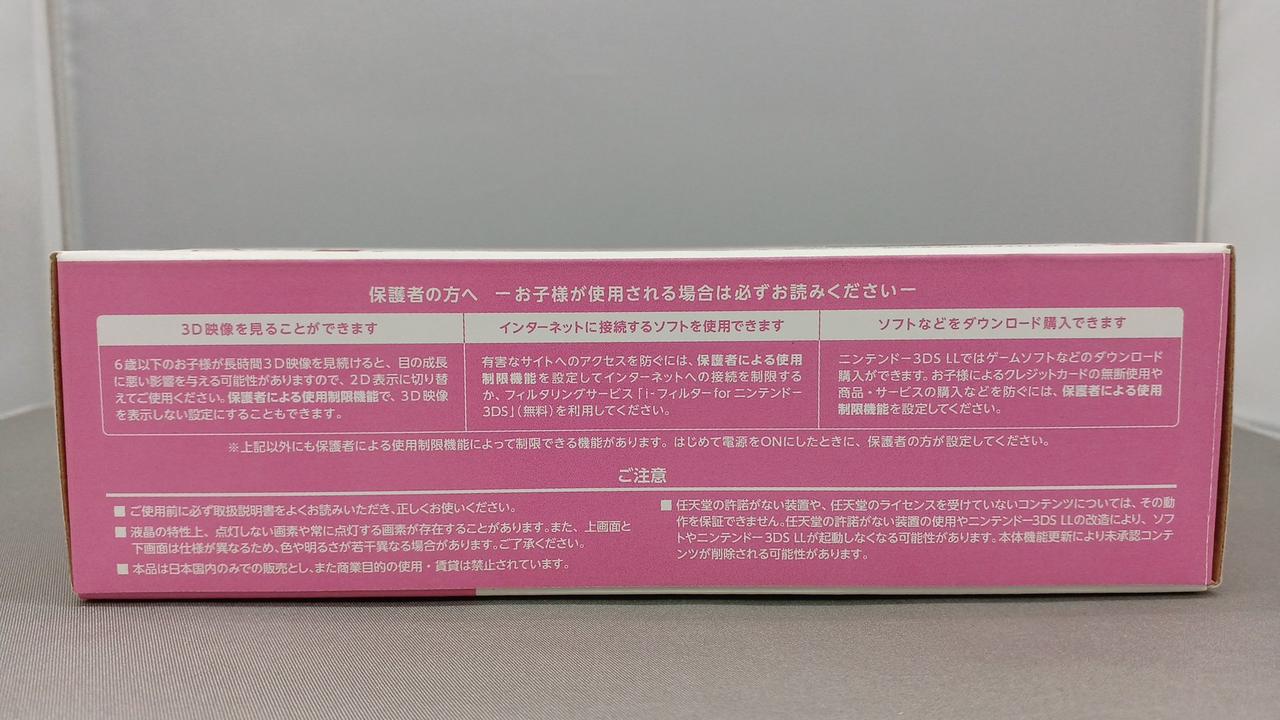 保護者の方へ ーお子様が使用される場合は必ずお読みくださいー
3D映像を見ることができます
6歳以下のお子様が長時間3D映像を見続けると、目の成長
に悪い影響を与える可能性がありますので、2D表示に切り替
えてご使用ください。保護者による使用制限機能で、3D映像
を表示しない設定にすることもできます。
インターネットに接続するソフトを使用できます
有害なサイトへのアクセスを防ぐには、保護者による使用
制限機能を設定してインターネットへの接続を制限する
か、フィルタリングサービス「i-フィルター for ニンテンドー
3DS」(無料)を利用してください。
ソフトなどをダウンロード購入できます
ニンテンドー3DS LLではゲームソフトなどのダウンロード
購入ができます。お子様によるクレジットカードの無断使用や
商品・サービスの購入などを防ぐには、保護者による使用
制限機能を設定してください。
※上記以外にも保護者による使用制限機能によって制限できる機能があります。はじめて電源をONにしたときに、保護者の方が設定してください。
ご注意
■ ご使用前に必ず取扱説明書をよくお読みいただき、正しくお使いください。
■ 液晶の特性上、点灯しない画素や常に点灯する画素が存在することがあります。また、上画面と
下画面は仕様が異なるため、色や明るさが若干異なる場合があります。ご了承ください。
■ 本品は日本国内のみでの販売とし、また商業目的の使用・賃貸は禁止されています。
■ 任天堂の許諾がない装置や、任天堂のライセンスを受けていないコンテンツについては、その動
作を保証できません。任天堂の許諾がない装置の使用やニンテンドー3DS LLの改造により、ソフ
トやニンテンドー3DS LLが起動しなくなる可能性があります。本体機能更新により未承認コンテ
ンツが削除される可能性があります。